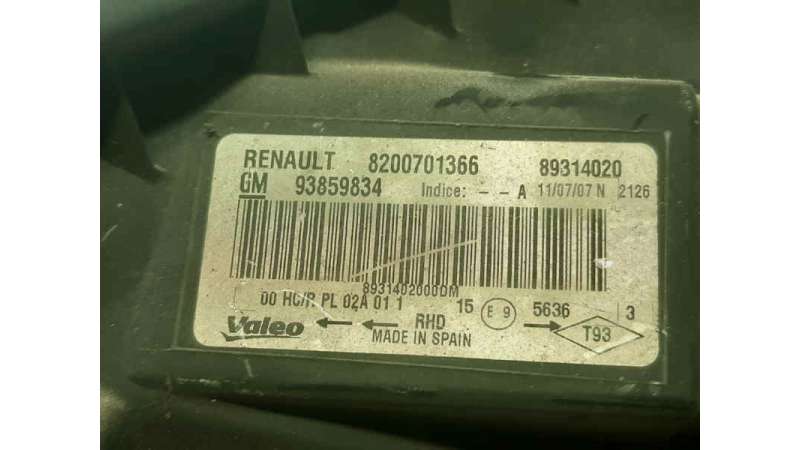 RENAULT 8200701366 89314020
GM 93859834 Indice: - - A 11/07/07 N 2126
8931402000DM
00 HC/R PL 02A 01 1 15 E 9 5636 3
Valeo RHD T93
MADE IN SPAIN